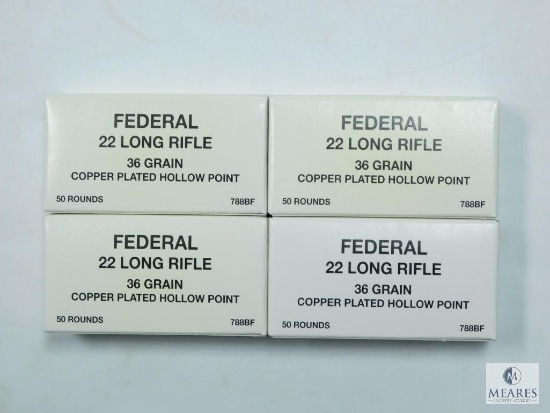 FEDERAL
22 LONG RIFLE
36 GRAIN
COPPER PLATED HOLLOW POINT
50 ROUNDS 788BF
FEDERAL
22 LONG RIFLE
36 GRAIN
COPPER PLATED HOLLOW POINT
50 ROUNDS 788BF
FEDERAL
22 LONG RIFLE
36 GRAIN
COPPER PLATED HOLLOW POINT
50 ROUNDS 788BF
FEDERAL
22 LONG RIFLE
36 GRAIN
COPPER PLATED HOLLOW POINT
50 ROUNDS 788BF
M
MEARES